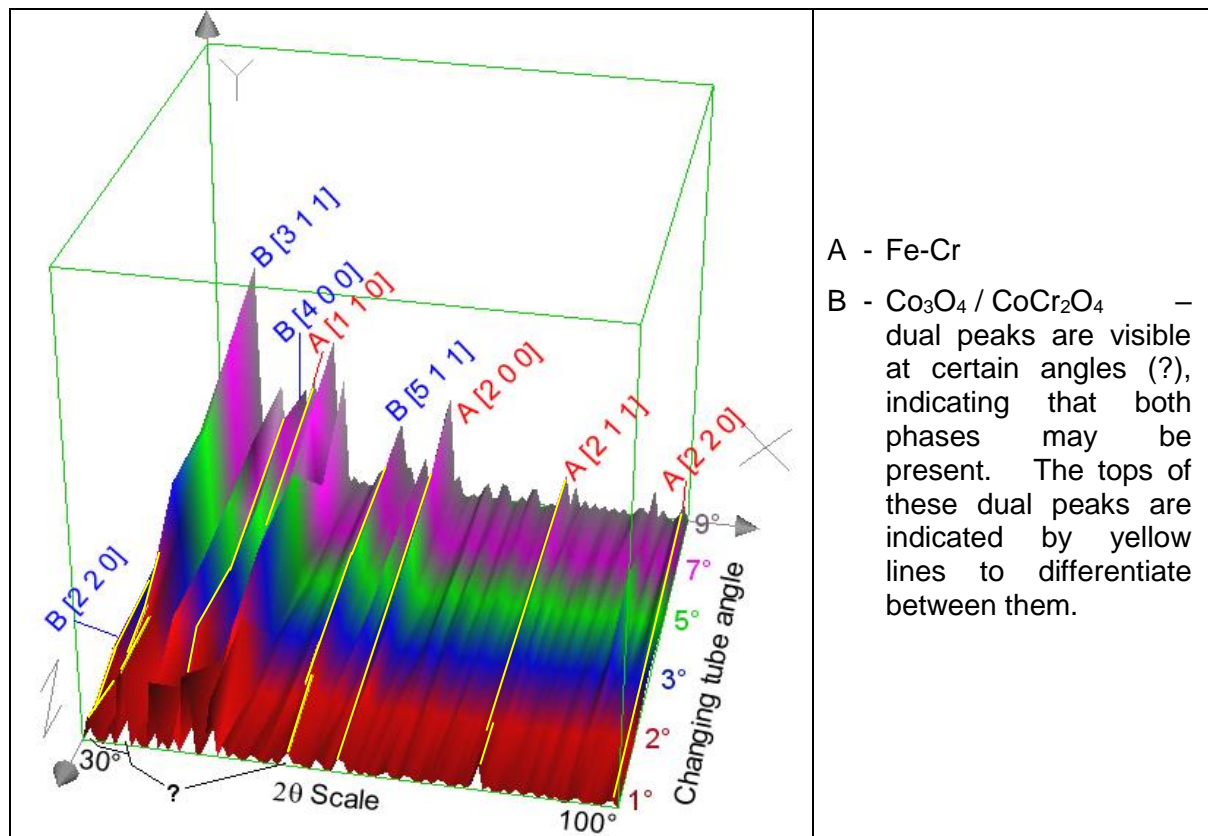 Y
B [3 1 1]
B [4 0 0]
A [1 1 0]
B [5 1 1]
A [2 0 0]
A [2 1 1]
A [2 2 0]
X
B [2 2 0]
Z
9°
7°
5°
3°
2°
1°
Changing tube angle
30°
?
2θ Scale
100°
A - Fe-Cr
B - Co₃O₄ / CoCr₂O₄ –
dual peaks are visible
at certain angles (?),
indicating that both
phases may be
present. The tops of
these dual peaks are
indicated by yellow
lines to differentiate
between them.